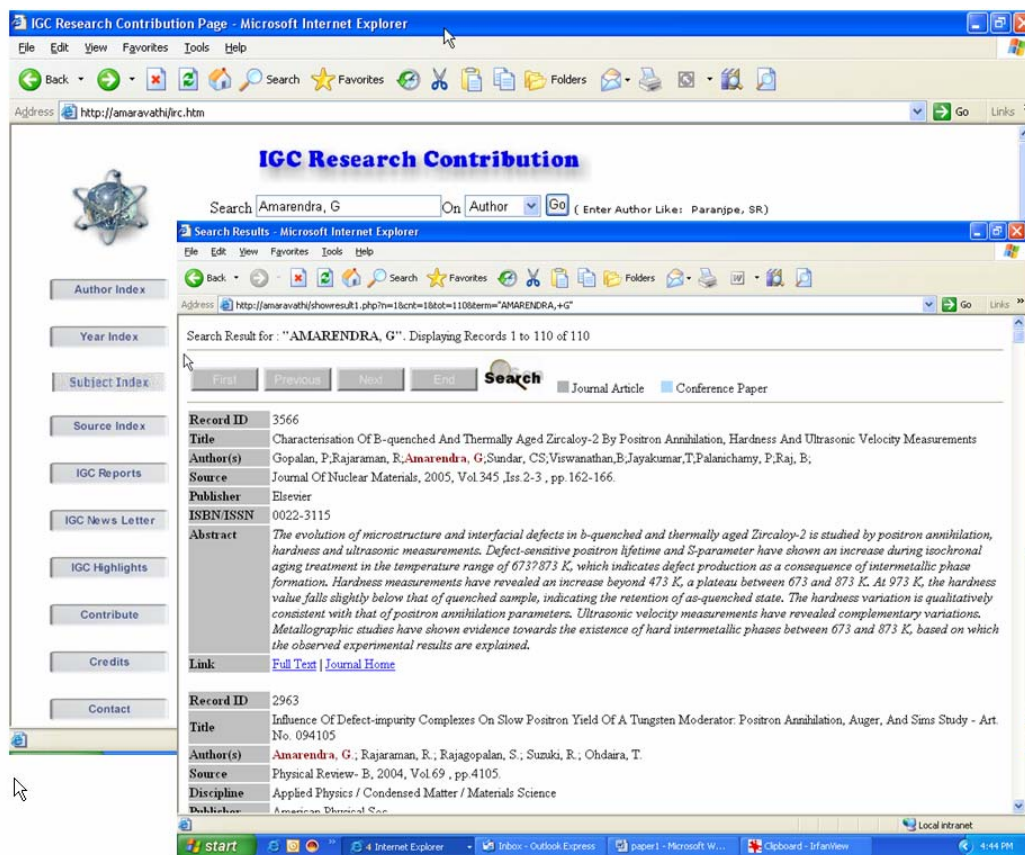 IGC Research Contribution Page - Microsoft Internet Explorer
File Edit View Favorites Tools Help
Back Search Favorites Folders
Address http://amaravathi/irc.htm Go Links
IGC Research Contribution
Search Amarendra, G On Author Go ( Enter Author Like: Paranjpe, SR)
Author Index
Year Index
Subject Index
Source Index
IGC Reports
IGC News Letter
IGC Highlights
Contribute
Credits
Contact
Search Results - Microsoft Internet Explorer
File Edit View Favorites Tools Help
Back Search Favorites Folders
Address http://amaravathi/showresult1.php?n=1&cnt=1&tot=110&term="AMARENDRA,+G" Go Links
Search Result for : "AMARENDRA, G". Displaying Records 1 to 110 of 110
First Previous Next End Search Journal Article Conference Paper
Record ID 3566
Title Characterisation Of B-quenched And Thermally Aged Zircaloy-2 By Positron Annihilation, Hardness And Ultrasonic Velocity Measurements
Author(s) Gopalan, P;Rajaraman, R;Amarendra, G;Sundar, CS;Viswanathan,B;Jayakumar,T;Palanichamy, P;Raj, B;
Source Journal Of Nuclear Materials, 2005, Vol.345 ,Iss.2-3 , pp.162-166.
Publisher Elsevier
ISBN/ISSN 0022-3115
Abstract The evolution of microstructure and interfacial defects in b-quenched and thermally aged Zircaloy-2 is studied by positron annihilation,
hardness and ultrasonic measurements. Defect-sensitive positron lifetime and S-parameter have shown an increase during isochronal
aging treatment in the temperature range of 673?873 K, which indicates defect production as a consequence of intermetallic phase
formation. Hardness measurements have revealed an increase beyond 473 K, a plateau between 673 and 873 K. At 973 K, the hardness
value falls slightly below that of quenched sample, indicating the retention of as-quenched state. The hardness variation is qualitatively
consistent with that of positron annihilation parameters. Ultrasonic velocity measurements have revealed complementary variations.
Metallographic studies have shown evidence towards the existence of hard intermetallic phases between 673 and 873 K, based on which
the observed experimental results are explained.
Link Full Text | Journal Home
Record ID 2963
Title Influence Of Defect-impurity Complexes On Slow Positron Yield Of A Tungsten Moderator: Positron Annihilation, Auger, And Sims Study - Art.
No. 094105
Author(s) Amarendra, G.; Rajaraman, R.; Rajagopalan, S.; Suzuki, R.; Ohdaira, T.
Source Physical Review- B, 2004, Vol.69 , pp.4105.
Discipline Applied Physics / Condensed Matter / Materials Science
Publisher American Physical Soc
Local intranet
start 4 Internet Explorer Inbox - Outlook Express paper1 - Microsoft W... Clipboard - IrfanView 4:44 PM